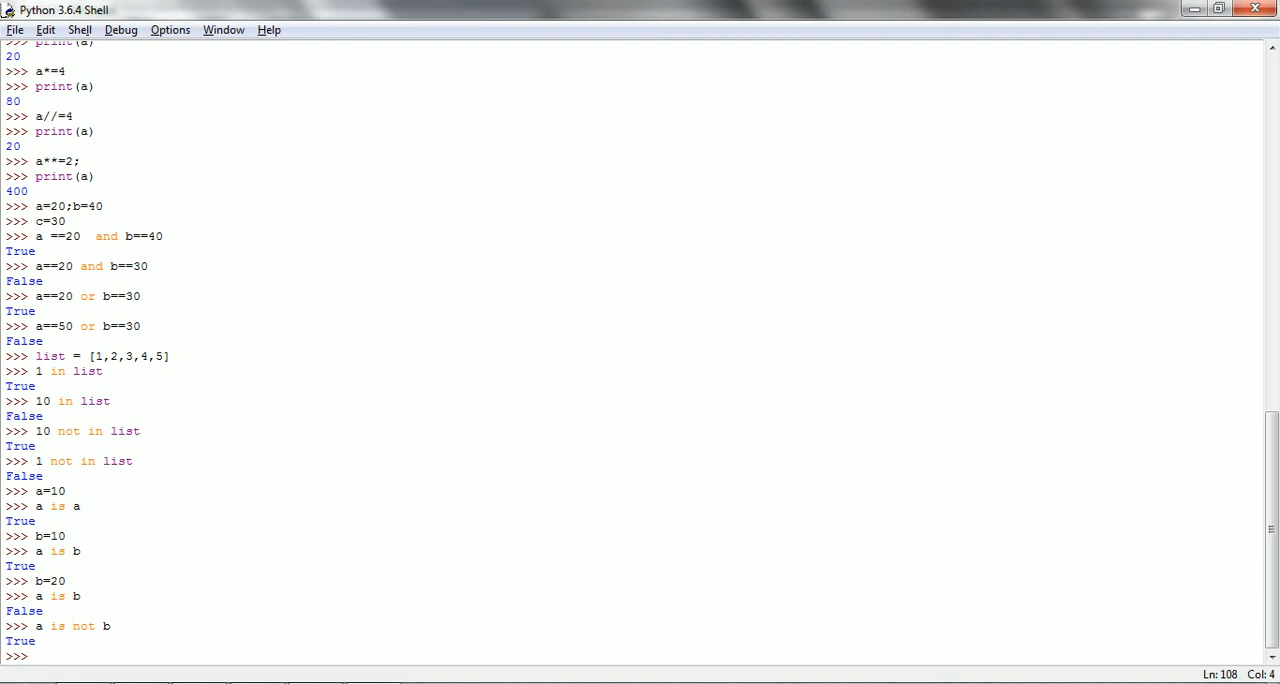 Python 3.6.4 Shell
File Edit Shell Debug Options Window Help
>>> print(a)
20
>>> a*=4
>>> print(a)
80
>>> a//=4
>>> print(a)
20
>>> a**=2;
>>> print(a)
400
>>> a=20;b=40
>>> c=30
>>> a ==20  and b==40
True
>>> a==20 and b==30
False
>>> a==20 or b==30
True
>>> a==50 or b==30
False
>>> list = [1,2,3,4,5]
>>> 1 in list
True
>>> 10 in list
False
>>> 10 not in list
True
>>> 1 not in list
False
>>> a=10
>>> a is a
True
>>> b=10
>>> a is b
True
>>> b=20
>>> a is b
False
>>> a is not b
True
>>>
Ln: 108 Col: 4